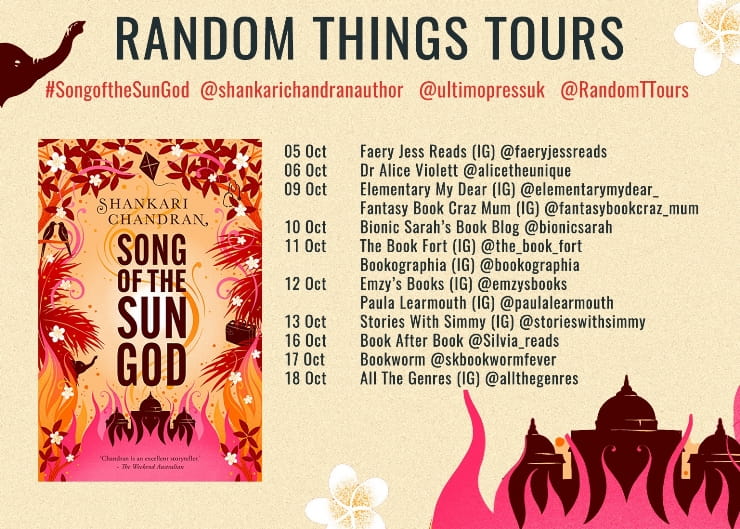 RANDOM THINGS TOURS
#SongoftheSunGod @shankarichandranauthor @ultimopressuk @RandomTTours
SHANKARI
CHANDRAN
SONG
OF THE
SUN
GOD
'Chandran is an excellent storyteller.'
- The Weekend Australian
05 Oct Faery Jess Reads (IG) @faeryjessreads
06 Oct Dr Alice Violett @alicetheunique
09 Oct Elementary My Dear (IG) @elementarymydear_
Fantasy Book Craz Mum (IG) @fantasybookcraz_mum
10 Oct Bionic Sarah's Book Blog @bionicsarah
11 Oct The Book Fort (IG) @the_book_fort
Bookographia (IG) @bookographia
12 Oct Emzy's Books (IG) @emzysbooks
Paula Learmouth (IG) @paulalearmouth
13 Oct Stories With Simmy (IG) @storieswithsimmy
16 Oct Book After Book @Silvia_reads
17 Oct Bookworm @skbookwormfever
18 Oct All The Genres (IG) @allthegenres